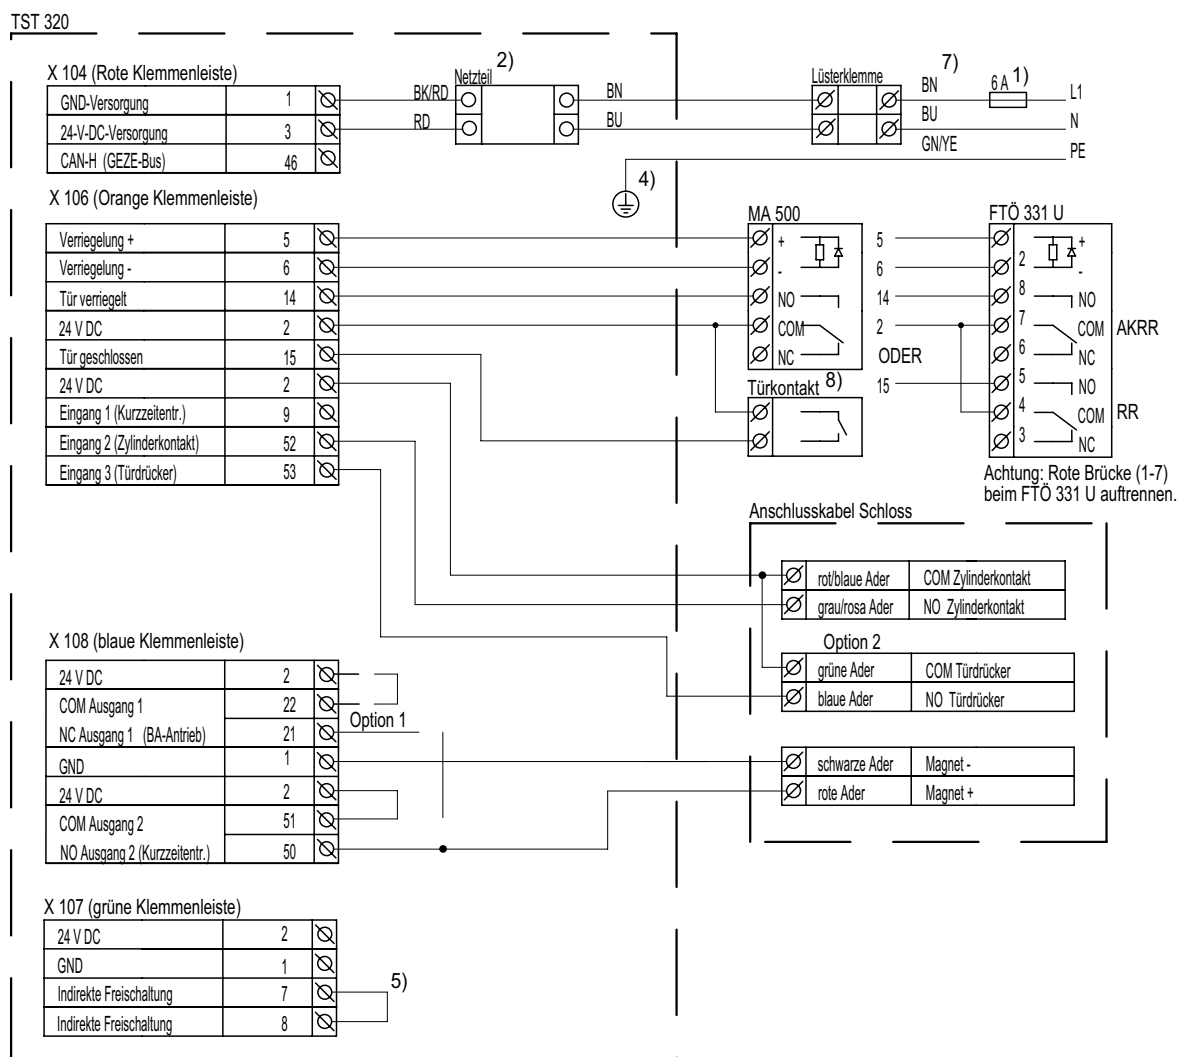 TST 320
X 104 (Rote Klemmenleiste)
GND-Versorgung 1
24-V-DC-Versorgung 3
CAN-H (GEZE-Bus) 46
BK/RD
RD
Netzteil 2)
BN
BU
Lüsterklemme
7)
BN
BU
GN/YE
6 A 1)
L1
N
PE
4)
X 106 (Orange Klemmenleiste)
Verriegelung + 5
Verriegelung - 6
Tür verriegelt 14
24 V DC 2
Tür geschlossen 15
24 V DC 2
Eingang 1 (Kurzzeitentr.) 9
Eingang 2 (Zylinderkontakt) 52
Eingang 3 (Türdrücker) 53
MA 500
+
-
NO
COM
NC
Türkontakt 8)
5
6
14
2
ODER
15
FTÖ 331 U
+
2
-
8 NO
7 COM AKRR
6 NC
5 NO
4 COM RR
3 NC
Achtung: Rote Brücke (1-7)
beim FTÖ 331 U auftrennen.
Anschlusskabel Schloss
rot/blaue Ader COM Zylinderkontakt
grau/rosa Ader NO Zylinderkontakt
Option 2
grüne Ader COM Türdrücker
blaue Ader NO Türdrücker
schwarze Ader Magnet -
rote Ader Magnet +
X 108 (blaue Klemmenleiste)
24 V DC 2
COM Ausgang 1 22
NC Ausgang 1 (BA-Antrieb) 21
GND 1
24 V DC 2
COM Ausgang 2 51
NO Ausgang 2 (Kurzzeitentr.) 50
Option 1
X 107 (grüne Klemmenleiste)
24 V DC 2
GND 1
Indirekte Freischaltung 7
Indirekte Freischaltung 8
5)